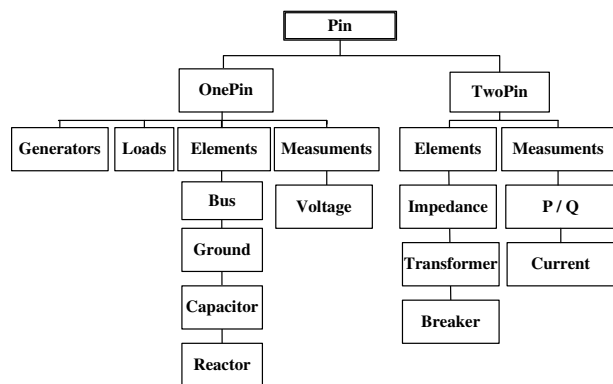 Pin
OnePin
TwoPin
Generators
Loads
Elements
Measuments
Elements
Measuments
Bus
Voltage
Impedance
P / Q
Ground
Transformer
Current
Capacitor
Breaker
Reactor